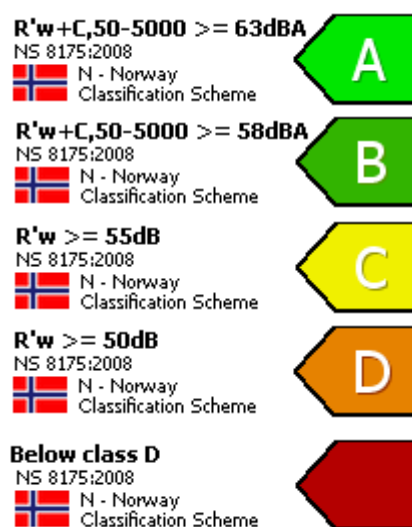 R'w+C,50-5000 >= 63dBA
NS 8175:2008
N - Norway
Classification Scheme
A
R'w+C,50-5000 >= 58dBA
NS 8175:2008
N - Norway
Classification Scheme
B
R'w >= 55dB
NS 8175:2008
N - Norway
Classification Scheme
C
R'w >= 50dB
NS 8175:2008
N - Norway
Classification Scheme
D
Below class D
NS 8175:2008
N - Norway
Classification Scheme